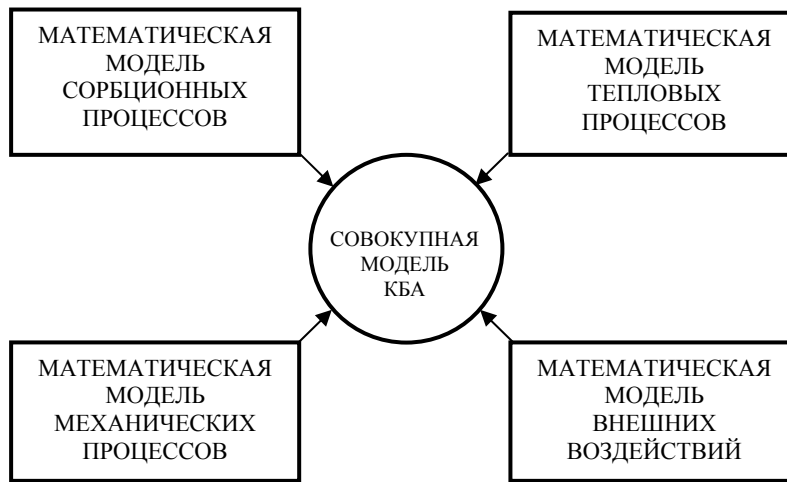 МАТЕМАТИЧЕСКАЯ
МОДЕЛЬ
СОРБЦИОННЫХ
ПРОЦЕССОВ
МАТЕМАТИЧЕСКАЯ
МОДЕЛЬ
ТЕПЛОВЫХ
ПРОЦЕССОВ
СОВОКУПНАЯ
МОДЕЛЬ
КБА
МАТЕМАТИЧЕСКАЯ
МОДЕЛЬ
МЕХАНИЧЕСКИХ
ПРОЦЕССОВ
МАТЕМАТИЧЕСКАЯ
МОДЕЛЬ
ВНЕШНИХ
ВОЗДЕЙСТВИЙ